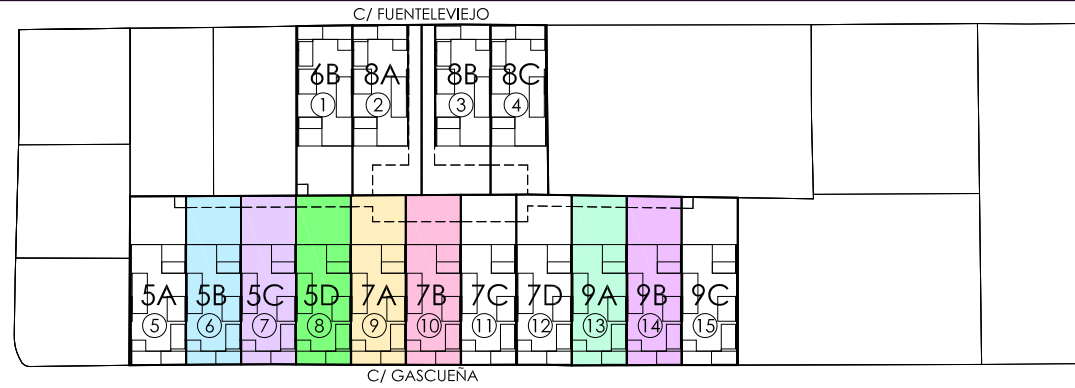 C/ FUENTELEVIEJO
6B 8A 8B 8C
1 2 3 4
5A 5B 5C 5D 7A 7B 7C 7D 9A 9B 9C
5 6 7 8 9 10 11 12 13 14 15
C/ GASCUEÑA